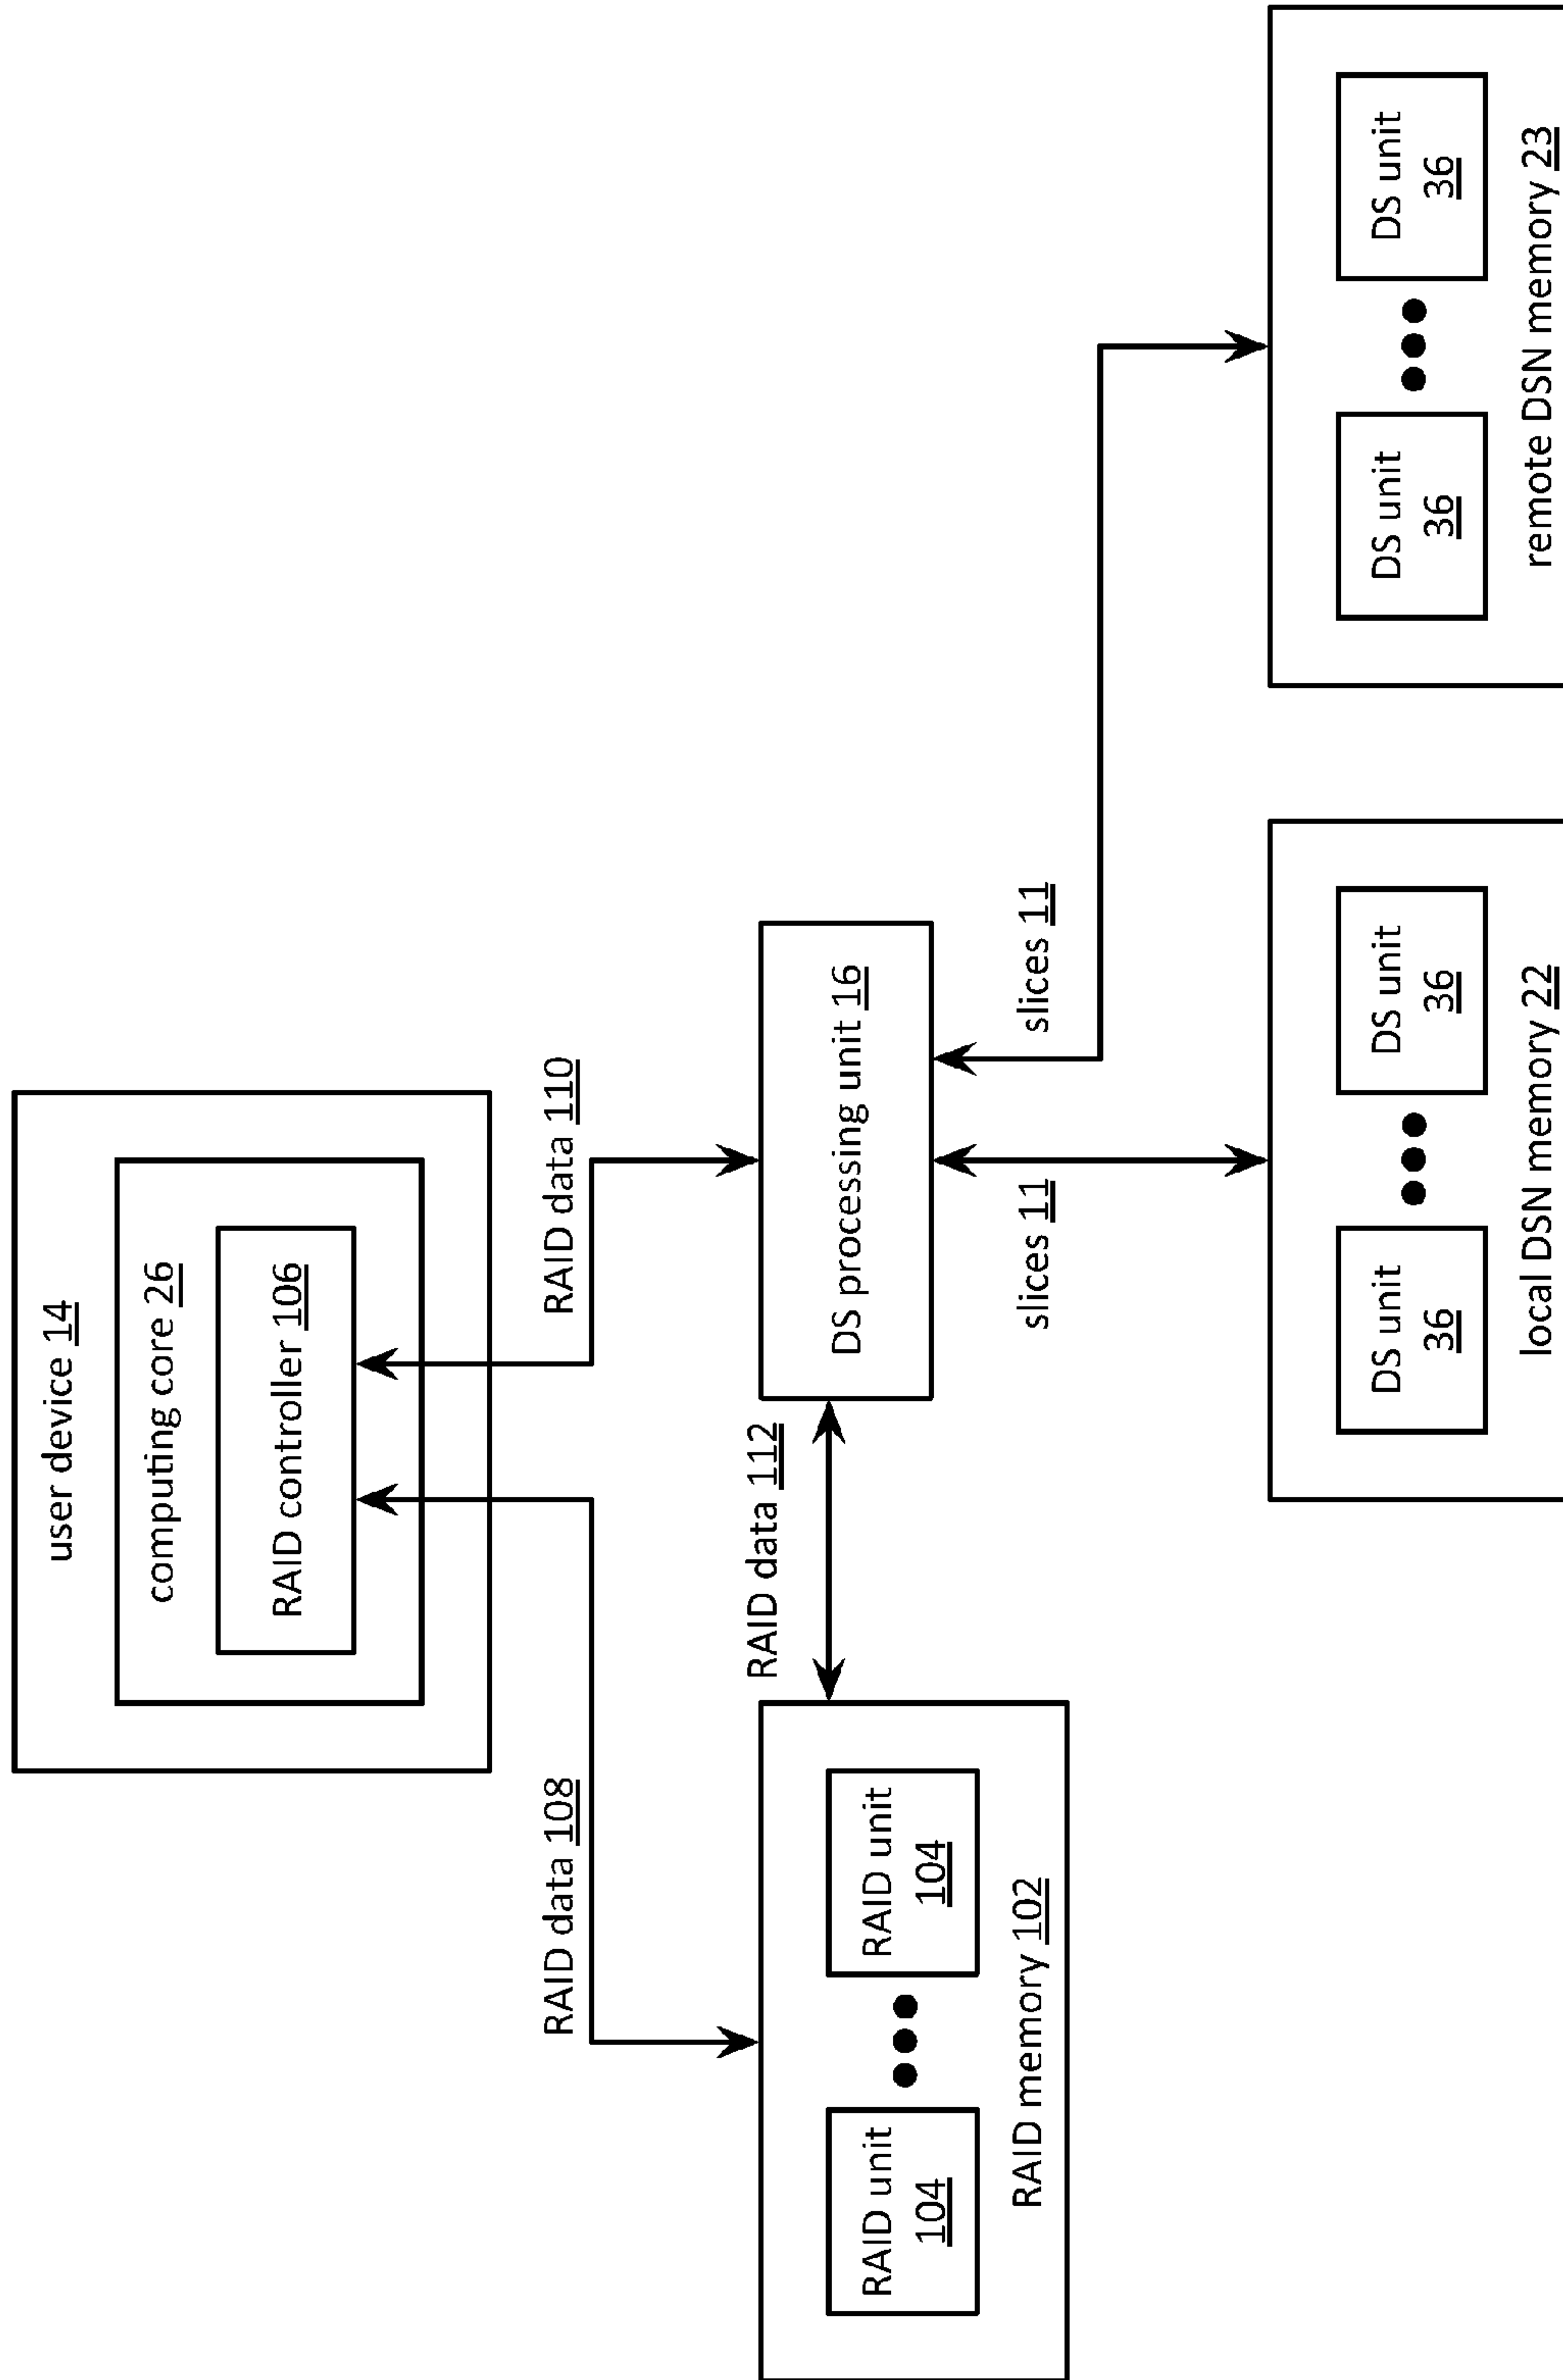 user device 14
computing core 26
RAID controller 106
RAID data 108
RAID data 110
RAID data 112
RAID unit
104
RAID unit
104
RAID memory 102
DS processing unit 16
slices 11
slices 11
DS unit
36
DS unit
36
local DSN memory 22
DS unit
36
DS unit
36
remote DSN memory 23